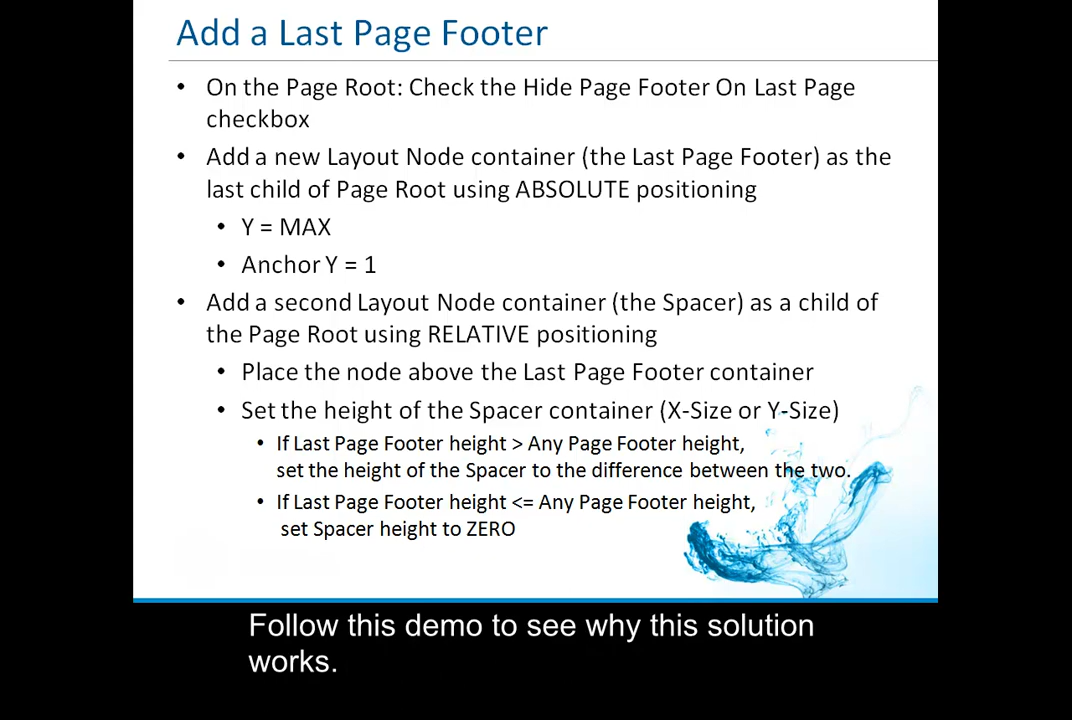 Add a Last Page Footer
• On the Page Root: Check the Hide Page Footer On Last Page
checkbox
• Add a new Layout Node container (the Last Page Footer) as the
last child of Page Root using ABSOLUTE positioning
• Y = MAX
• Anchor Y = 1
• Add a second Layout Node container (the Spacer) as a child of
the Page Root using RELATIVE positioning
• Place the node above the Last Page Footer container
• Set the height of the Spacer container (X-Size or Y-Size)
• If Last Page Footer height > Any Page Footer height,
set the height of the Spacer to the difference between the two.
• If Last Page Footer height <= Any Page Footer height,
set Spacer height to ZERO
Follow this demo to see why this solution
works.